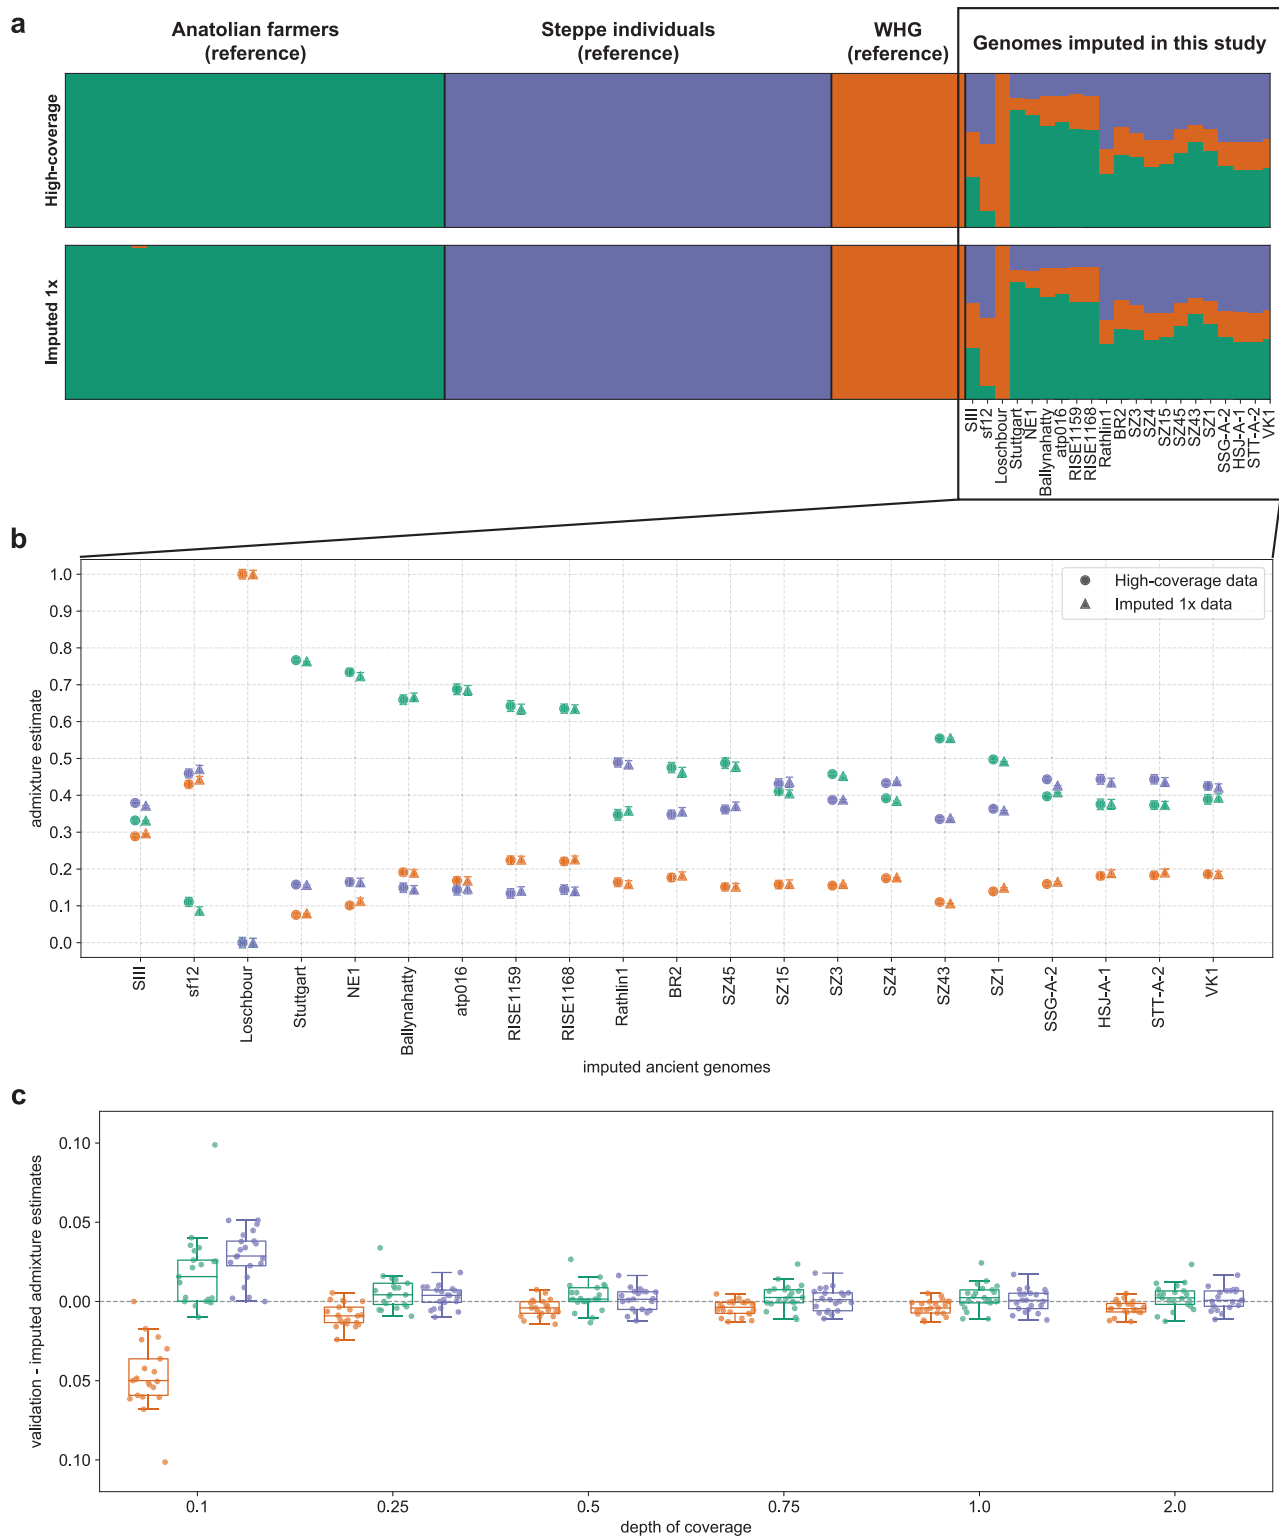 a
Anatolian farmers
(reference)
Steppe individuals
(reference)
WHG
(reference)
Genomes imputed in this study
High-coverage
Imputed 1x
SIII
sf12
Loschbour
Stuttgart
NE1
Ballynahatty
atp016
RISE1159
RISE1168
Rathlin1
BR2
SZ3
SZ4
SZ15
SZ45
SZ43
SZ1
SSG-A-2
HSJ-A-1
STT-A-2
VK1
b
admixture estimate
1.0
0.9
0.8
0.7
0.6
0.5
0.4
0.3
0.2
0.1
0.0
High-coverage data
Imputed 1x data
SIII
sf12
Loschbour
Stuttgart
NE1
Ballynahatty
atp016
RISE1159
RISE1168
Rathlin1
BR2
SZ45
SZ15
SZ3
SZ4
SZ43
SZ1
SSG-A-2
HSJ-A-1
STT-A-2
VK1
imputed ancient genomes
c
validation - imputed admixture estimates
0.10
0.05
0.00
0.05
0.10
0.1
0.25
0.5
0.75
1.0
2.0
depth of coverage